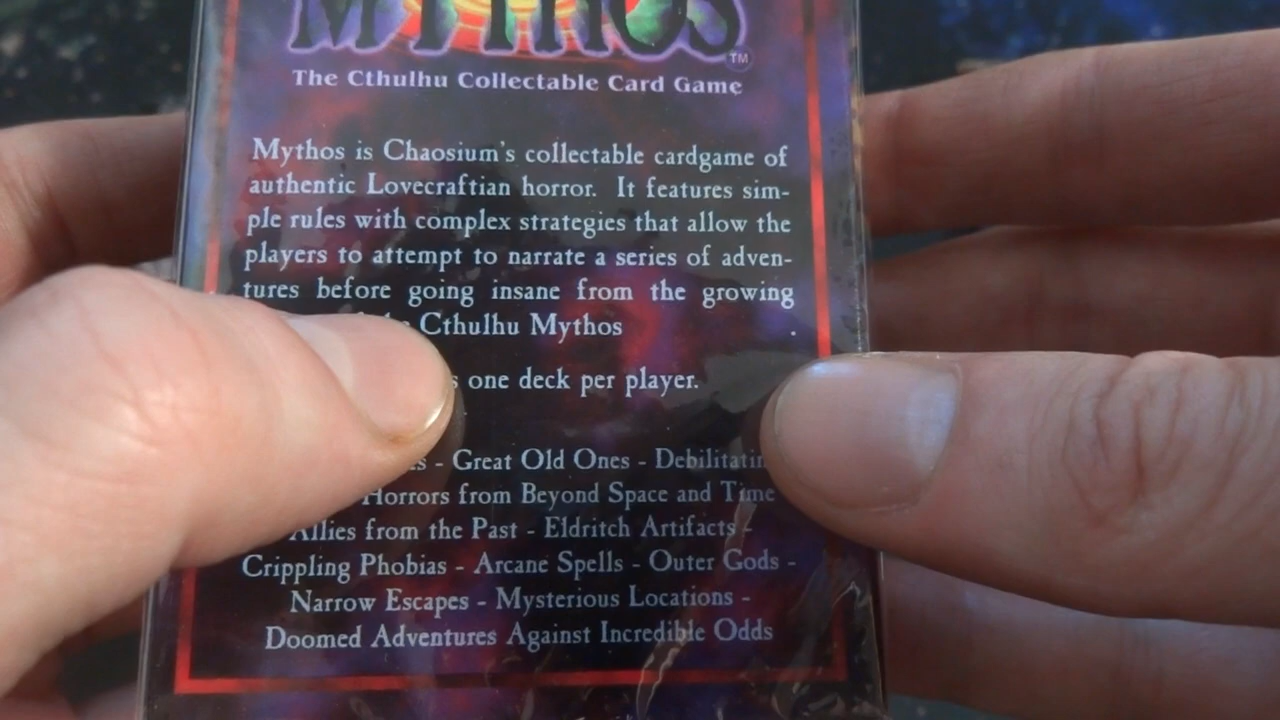 MYTHOS TM
The Cthulhu Collectable Card Game
Mythos is Chaosium's collectable cardgame of
authentic Lovecraftian horror. It features sim-
ple rules with complex strategies that allow the
players to attempt to narrate a series of adven-
tures before going insane from the growing
Cthulhu Mythos .
one deck per player.
- Great Old Ones -
Horrors from Beyond Space and Time
Allies from the Past - Eldritch Artifacts -
Crippling Phobias - Arcane Spells - Outer Gods -
Narrow Escapes - Mysterious Locations -
Doomed Adventures Against Incredible Odds